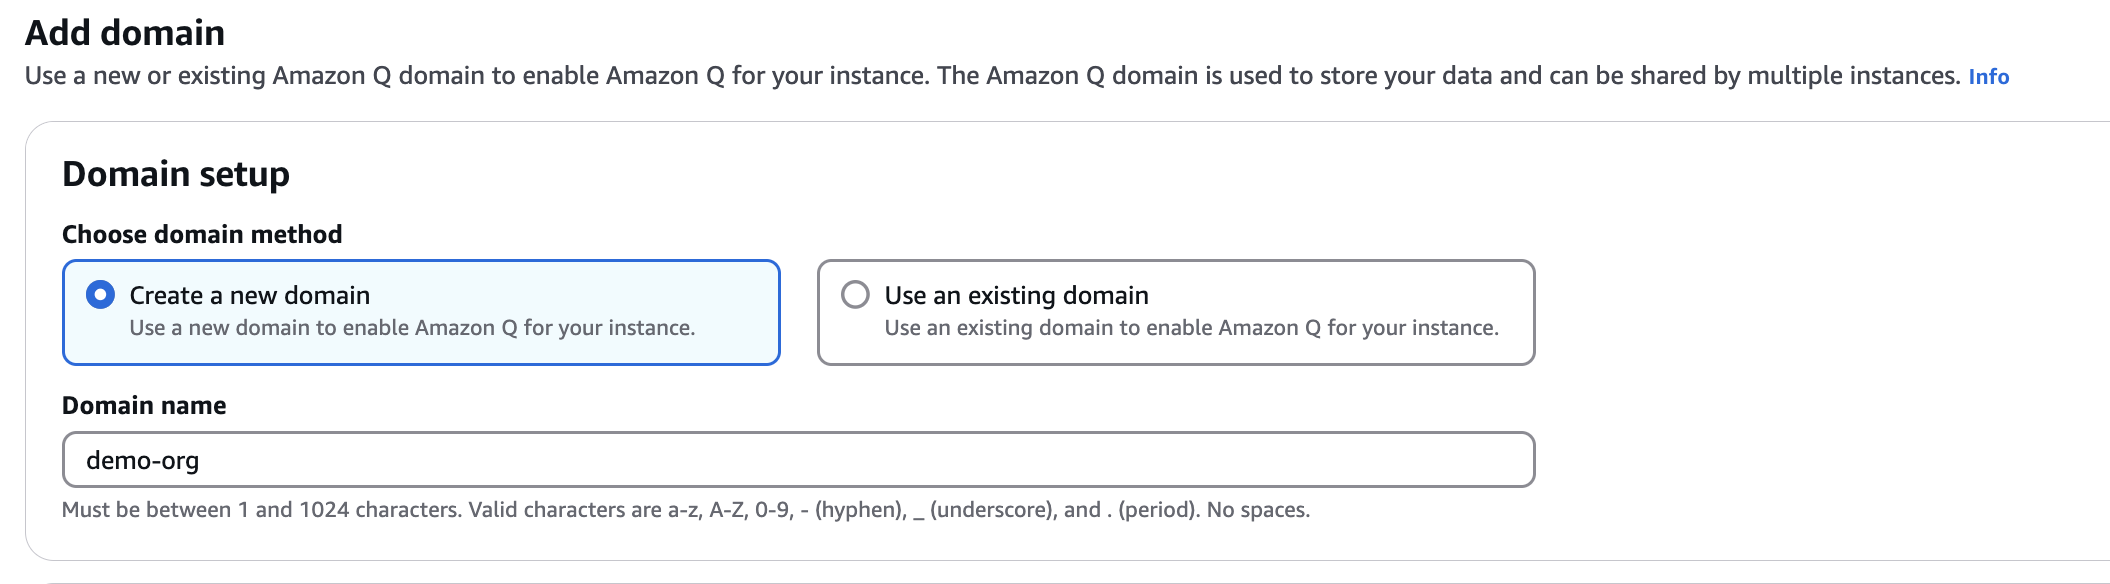 Add domain
Use a new or existing Amazon Q domain to enable Amazon Q for your instance. The Amazon Q domain is used to store your data and can be shared by multiple instances. Info
Domain setup
Choose domain method
Create a new domain
Use a new domain to enable Amazon Q for your instance.
Use an existing domain
Use an existing domain to enable Amazon Q for your instance.
Domain name
demo-org
Must be between 1 and 1024 characters. Valid characters are a-z, A-Z, 0-9, - (hyphen), _ (underscore), and . (period). No spaces.